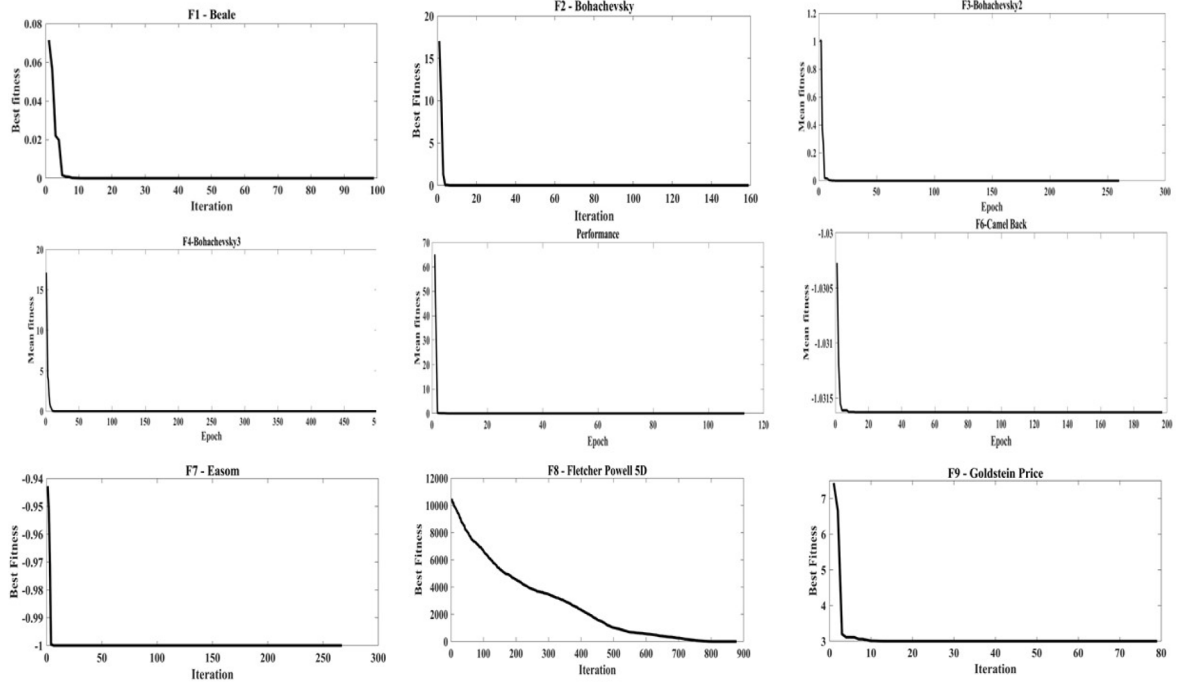 F1 - Beale
0.08
0.06
0.04
0.02
0
Best fitness
0 10 20 30 40 50 60 70 80 90 100
Iteration
F2 - Bohachevsky
20
15
10
5
0
Best Fitness
0 20 40 60 80 100 120 140 160
Iteration
F3-Bohachevsky2
1.2
1
0.8
0.6
0.4
0.2
0
Mean fitness
0 50 100 150 200 250 300
Epoch
F4-Bohachevsky3
20
15
10
5
0
Mean fitness
0 50 100 150 200 250 300 350 400 450 5
Epoch
Performance
70
60
50
40
30
20
10
0
Mean fitness
0 20 40 60 80 100 120
Epoch
F6-Camel Back
-1.03
-1.0305
-1.031
-1.0315
Mean fitness
0 20 40 60 80 100 120 140 160 180 200
Epoch
F7 - Easom
-0.94
-0.95
-0.96
-0.97
-0.98
-0.99
-1
Best Fitness
0 50 100 150 200 250 300
Iteration
F8 - Fletcher Powell 5D
12000
10000
8000
6000
4000
2000
0
Best Fitness
0 100 200 300 400 500 600 700 800 900
Iteration
F9 - Goldstein Price
7
6
5
4
3
Best Fitness
0 10 20 30 40 50 60 70 80
Iteration